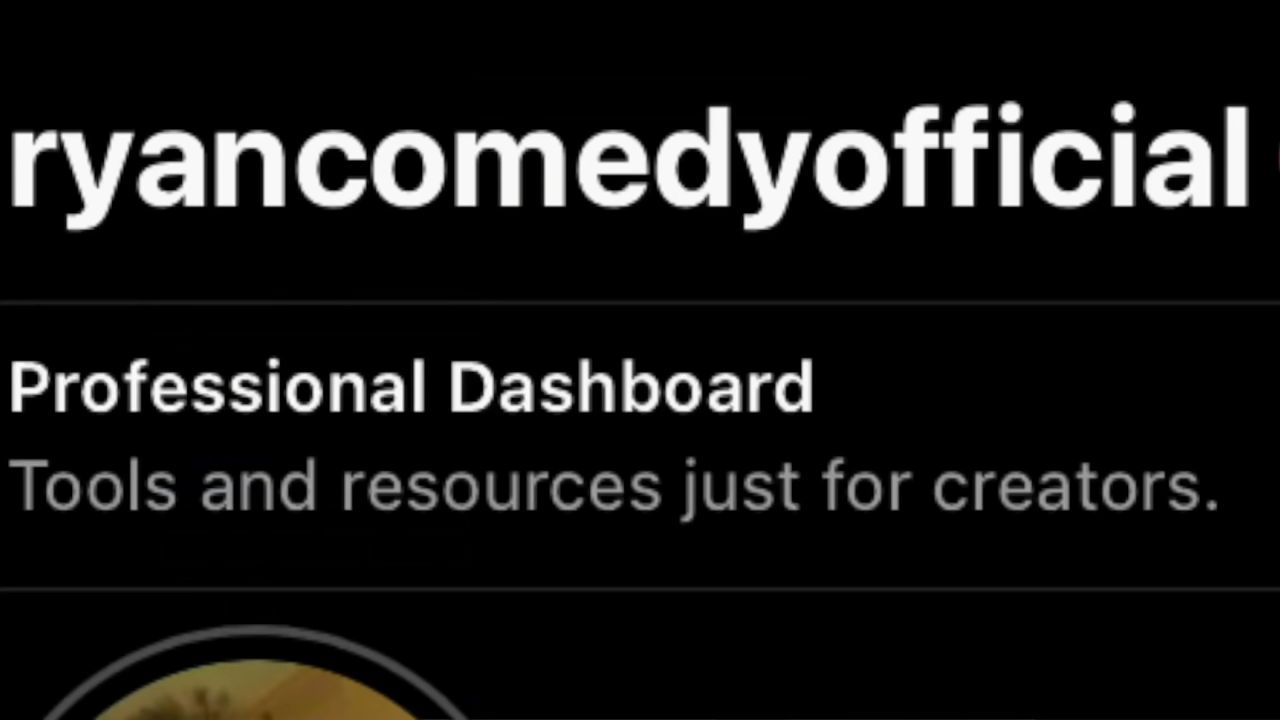 ryancomedyofficial
Professional Dashboard
Tools and resources just for creators.